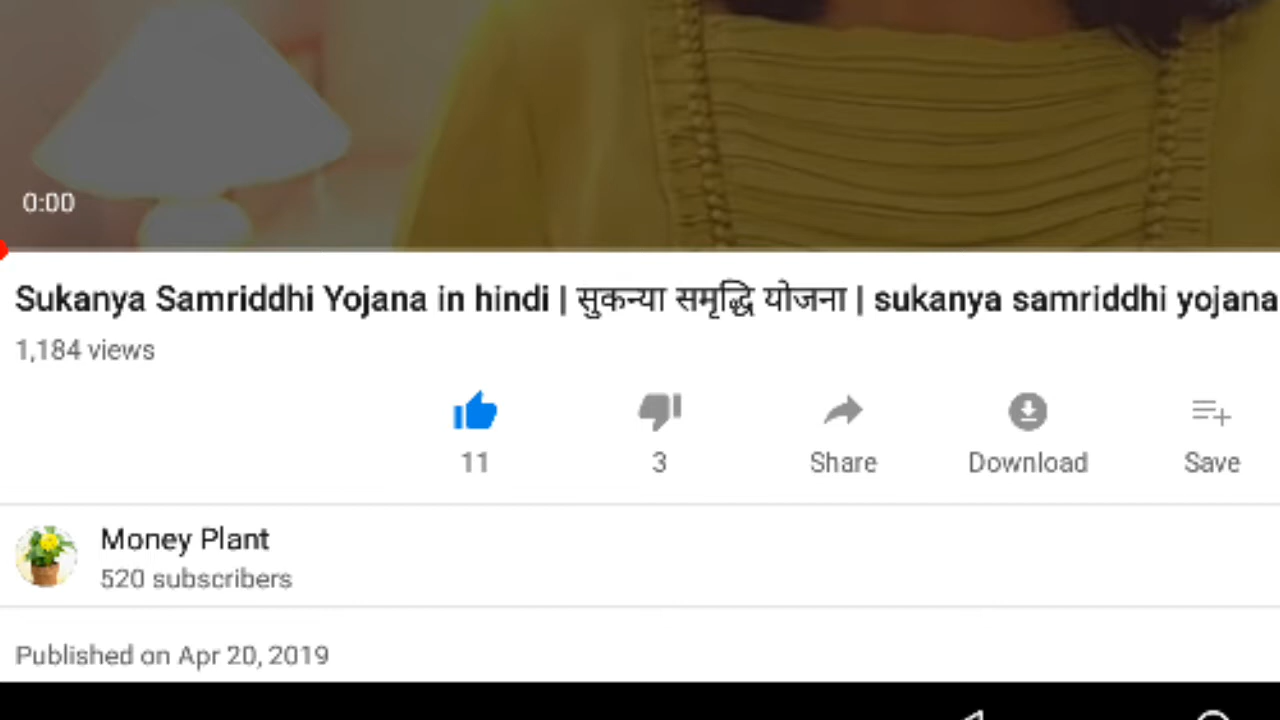 0:00
Sukanya Samriddhi Yojana in hindi | सुकन्या समृद्धि योजना | sukanya samriddhi yojana
1,184 views
11
3
Share
Download
Save
Money Plant
520 subscribers
Published on Apr 20, 2019